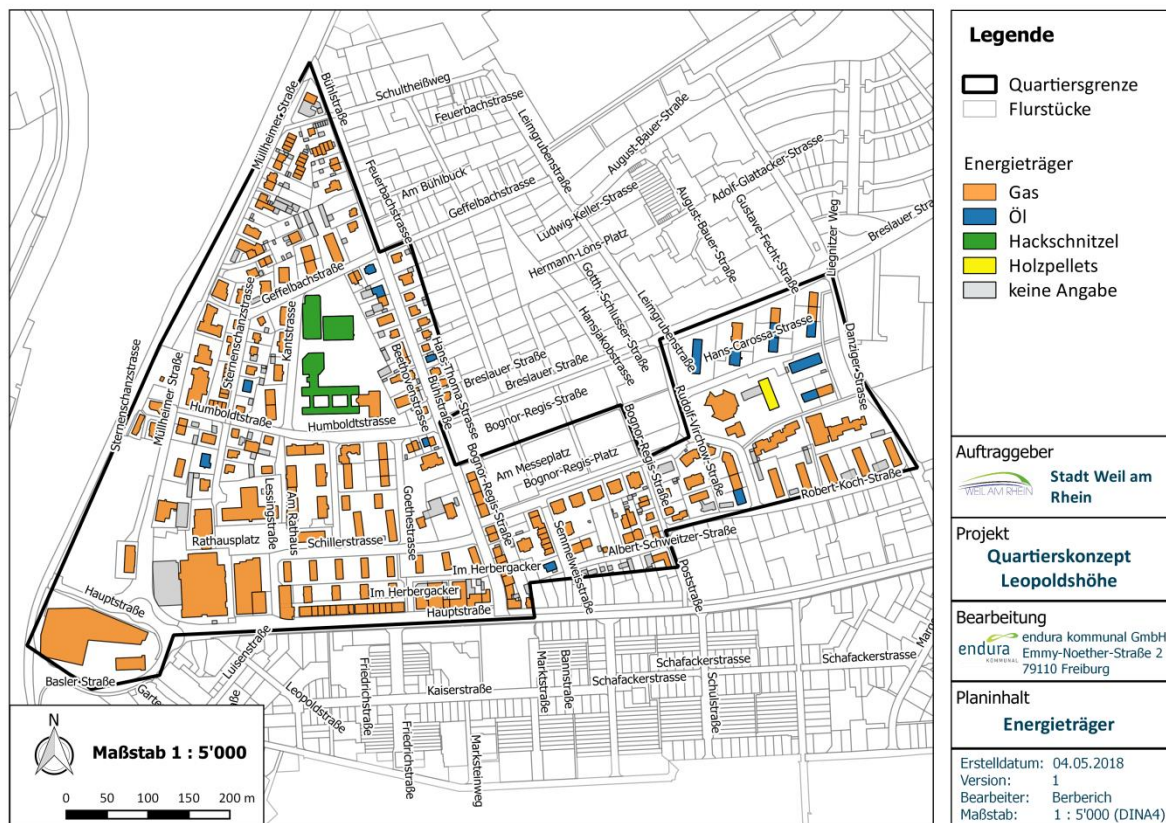 Schultheißweg
Feuerbachstrasse
Leimgrubenstraße
Bühlstraße
Müllheimer Straße
Feuerbachstrasse
Am Bühlbuck
Geffelbachstrasse
August-Bauer-Straße
Ludwig-Keller-Strasse
Adolf-Glattacker-Strasse
August-Bauer-Straße
Gustave-Fecht-Straße
Liegnitzer Weg
Hermann-Löns-Platz
Gotth.-Schlusser-Straße
Leimgrubenstraße
Hansjakobstrasse
Geffelbachstraße
Sternenschanzstrasse
Kantstrasse
Sternenschanzstrasse
Müllheimer Straße
Beethovenstrasse
Hans-Thoma-Strasse
Bühlstraße
Breslauer Straße
Breslauer Straße
Hans-Carossa-Strasse
Danziger-Strasse
Bognor-Regis-Straße
Rudolf-Virchow-Straße
Humboldtstraße
Humboldtstrasse
Am Messeplatz
Bognor-Regis-Platz
Bognor-Regis-Straße
Bognor-Regis-Straße
Robert-Koch-Straße
Lessingstraße
Am Rathaus
Goethestrasse
Rathausplatz
Schillerstrasse
Semmelweisstraße
Albert-Schweitzer-Straße
Im Herbergacker
Im Herbergacker
Poststraße
Hauptstraße
Hauptstraße
Luisenstraße
Basler-Straße
Leopoldstraße
Friedrichstraße
Friedrichstraße
Kaiserstraße
Marksteinweg
Marktstraße
Bannstraße
Schafackerstrasse
Schafackerstrasse
Schafackerstrasse
Schulstraße
N
Maßstab 1 : 5'000
0 50 100 150 200 m
Legende
Quartiersgrenze
Flurstücke
Energieträger
Gas
Öl
Hackschnitzel
Holzpellets
keine Angabe
Auftraggeber
WEIL AM RHEIN
Stadt Weil am
Rhein
Projekt
Quartierskonzept
Leopoldshöhe
Bearbeitung
endura
KOMMUNAL
endura kommunal GmbH
Emmy-Noether-Straße 2
79110 Freiburg
Planinhalt
Energieträger
Erstelldatum: 04.05.2018
Version: 1
Bearbeiter: Berberich
Maßstab: 1 : 5'000 (DINA4)